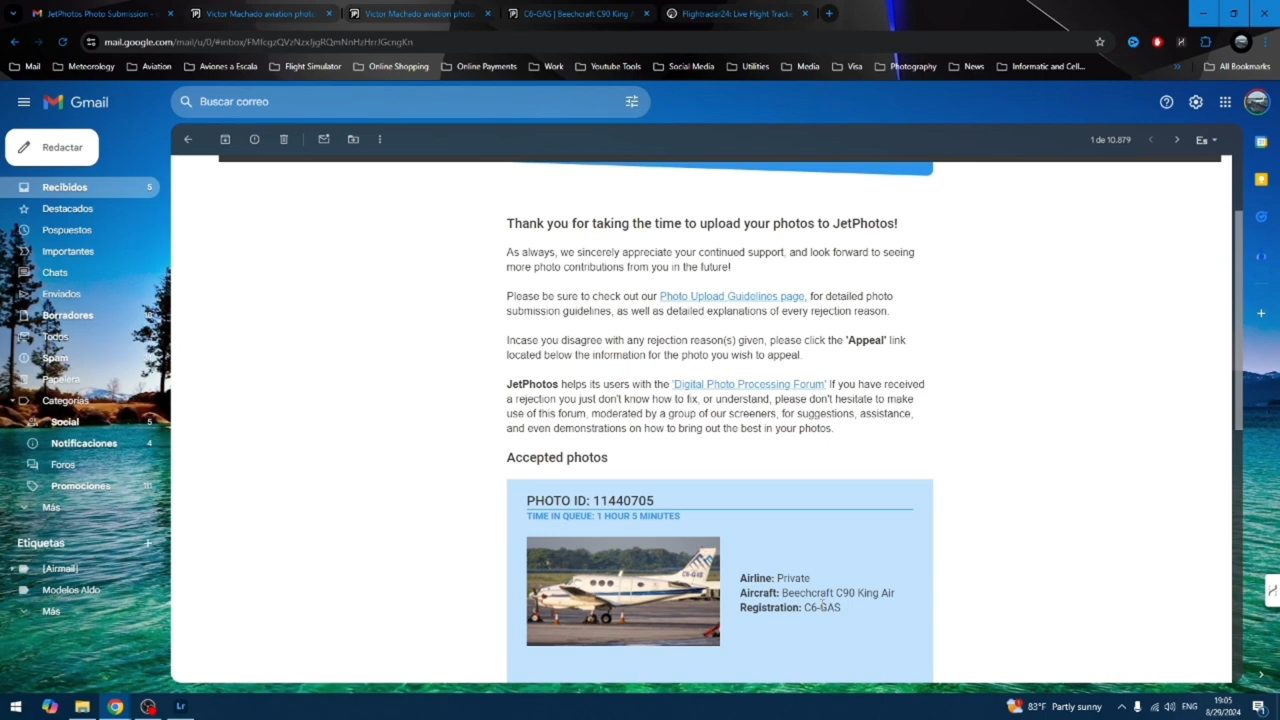 JetPhotos Photo Submission -
Victor Machado aviation photo
Victor Machado aviation photo
C6-GAS | Beechcraft C90 King A
Flightradar24: Live Flight Tracke
mail.google.com/mail/u/0/#inbox/FMfcgzQVzNzxJjgRQmNnHzHrrJGcngKn
Mail
Meteorology
Aviation
Aviones a Escala
Flight Simulator
Online Shopping
Online Payments
Work
Youtube Tools
Social Media
Utilities
Media
Visa
Photography
News
Informatic and Cell...
All Bookmarks
Gmail
Buscar correo
Redactar
1 de 10.879
Es
Recibidos 5
Destacados
Pospuestos
Importantes
Chats
Enviados
Borradores
Todos
Spam
Papelera
Categorías
Social 5
Notificaciones 4
Foros
Promociones 111
Más
Etiquetas
[Airmail]
Modelos Aldo
Más
Thank you for taking the time to upload your photos to JetPhotos!
As always, we sincerely appreciate your continued support, and look forward to seeing
more photo contributions from you in the future!
Please be sure to check out our Photo Upload Guidelines page, for detailed photo
submission guidelines, as well as detailed explanations of every rejection reason.
Incase you disagree with any rejection reason(s) given, please click the 'Appeal' link
located below the information for the photo you wish to appeal.
JetPhotos helps its users with the 'Digital Photo Processing Forum' If you have received
a rejection you just don't know how to fix, or understand, please don't hesitate to make
use of this forum, moderated by a group of our screeners, for suggestions, assistance,
and even demonstrations on how to bring out the best in your photos.
Accepted photos
PHOTO ID: 11440705
TIME IN QUEUE: 1 HOUR 5 MINUTES
C6-GAS
Airline: Private
Aircraft: Beechcraft C90 King Air
Registration: C6-GAS
Lr
83°F Partly sunny
ENG
19:05
8/29/2024